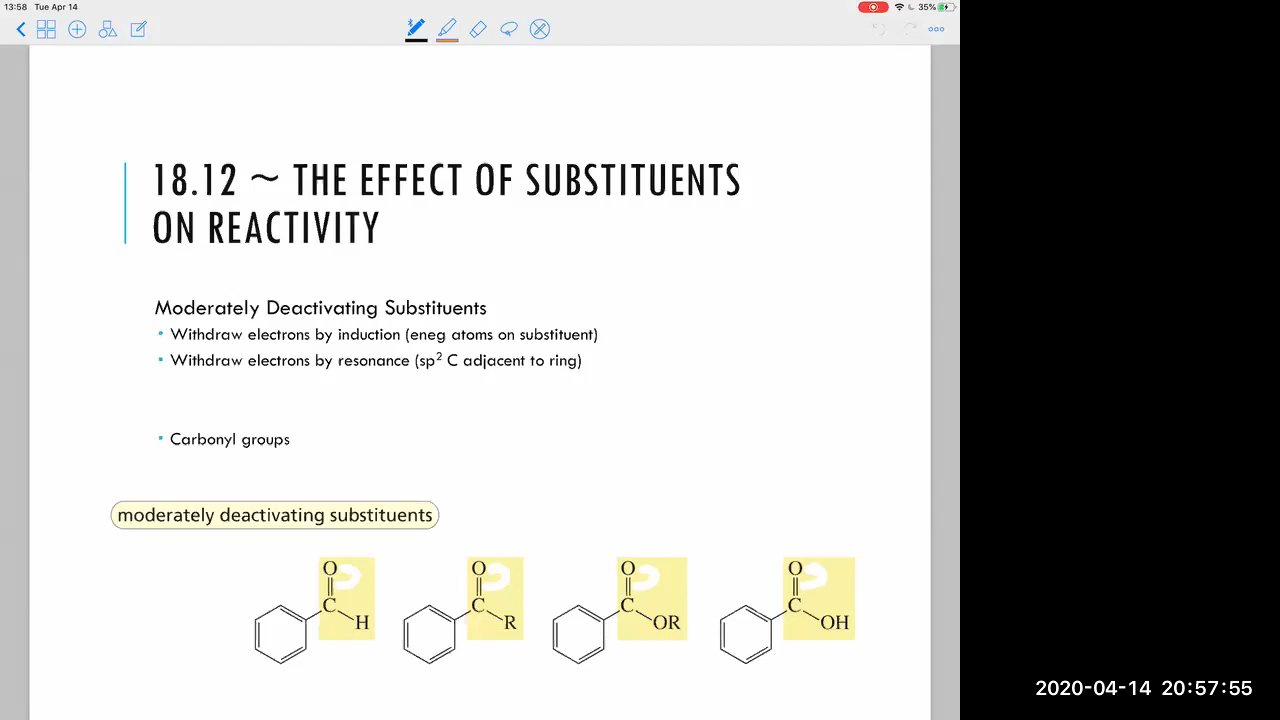 13:58 Tue Apr 14
35%
18.12 ~ THE EFFECT OF SUBSTITUENTS
ON REACTIVITY
Moderately Deactivating Substituents
• Withdraw electrons by induction (eneg atoms on substituent)
• Withdraw electrons by resonance (sp² C adjacent to ring)
• Carbonyl groups
moderately deactivating substituents
O O O O
C C C C
H R OR OH
2020-04-14 20:57:55